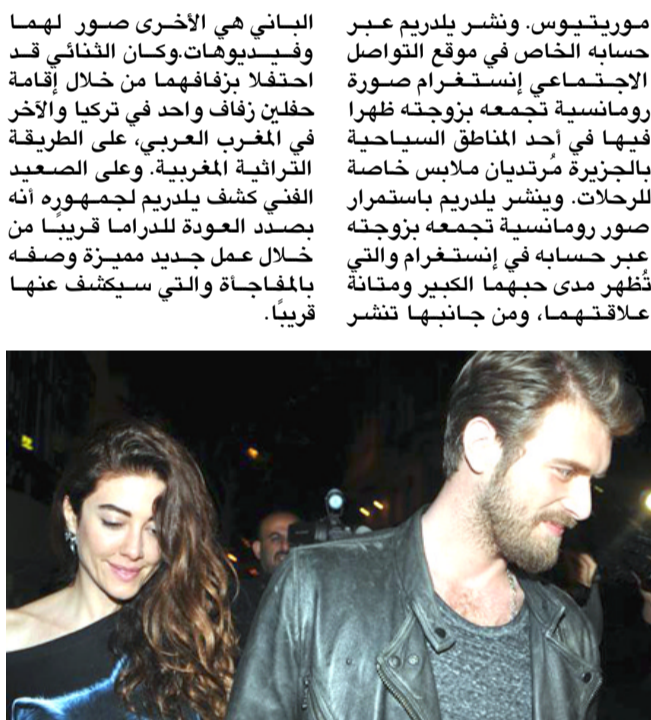 موريتيوس. ونشر يلدريم عبر
حسابه الخاص في موقع التواصل
الاجتماعي إنستغرام صورة
رومانسية تجمعه بزوجته ظهرا
فيها في أحد المناطق السياحية
بالجزيرة مُرتديان ملابس خاصة
للرحلات. وينشر يلدريم باستمرار
صور رومانسية تجمعه بزوجته
عبر حسابه في إنستغرام والتي
تُظهر مدى حبهما الكبير ومتانة
علاقتهما، ومن جانبها تنشر
الباني هي الأخرى صور لهما
وفيديوهات.وكان الثنائي قد
احتفلا بزفافهما من خلال إقامة
حفلين زفاف واحد في تركيا والآخر
في المغرب العربي، على الطريقة
التراثية المغربية. وعلى الصعيد
الفني كشف يلدريم لجمهوره أنه
بصدد العودة للدراما قريبًا من
خلال عمل جديد مميزة وصفه
بالمفاجأة والتي سيكشف عنها
قريبًا.